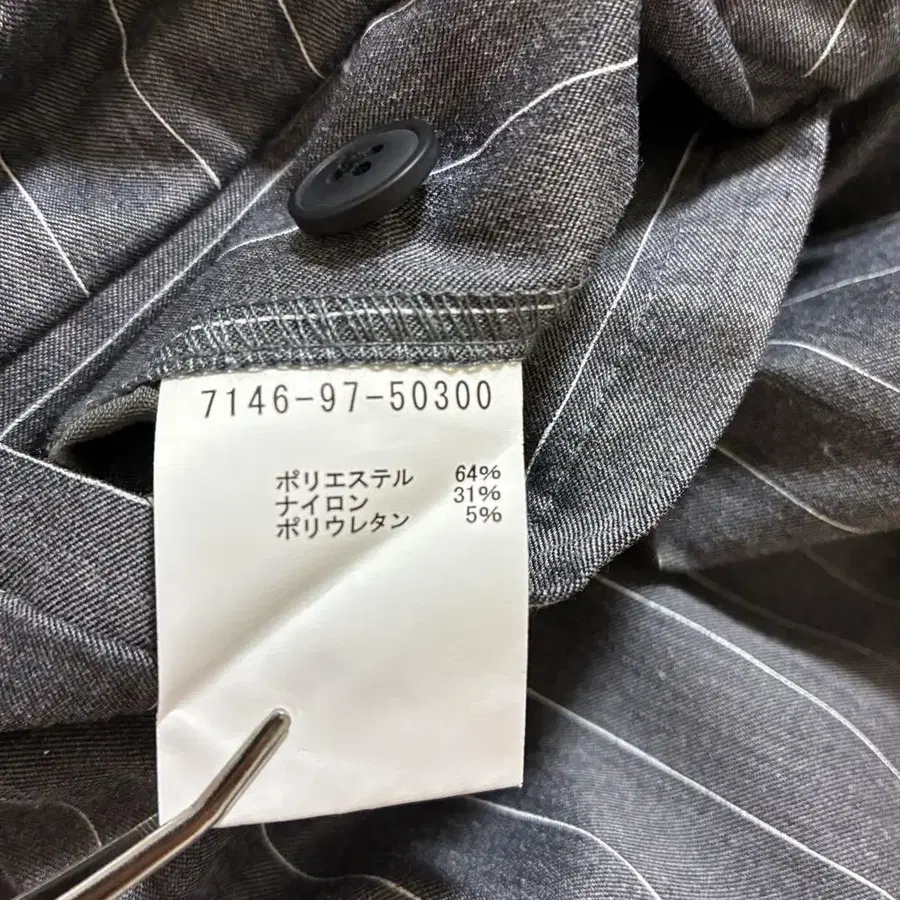 7146-97-50300
ポリエステル 64%
ナイロン 31%
ポリウレタン 5%